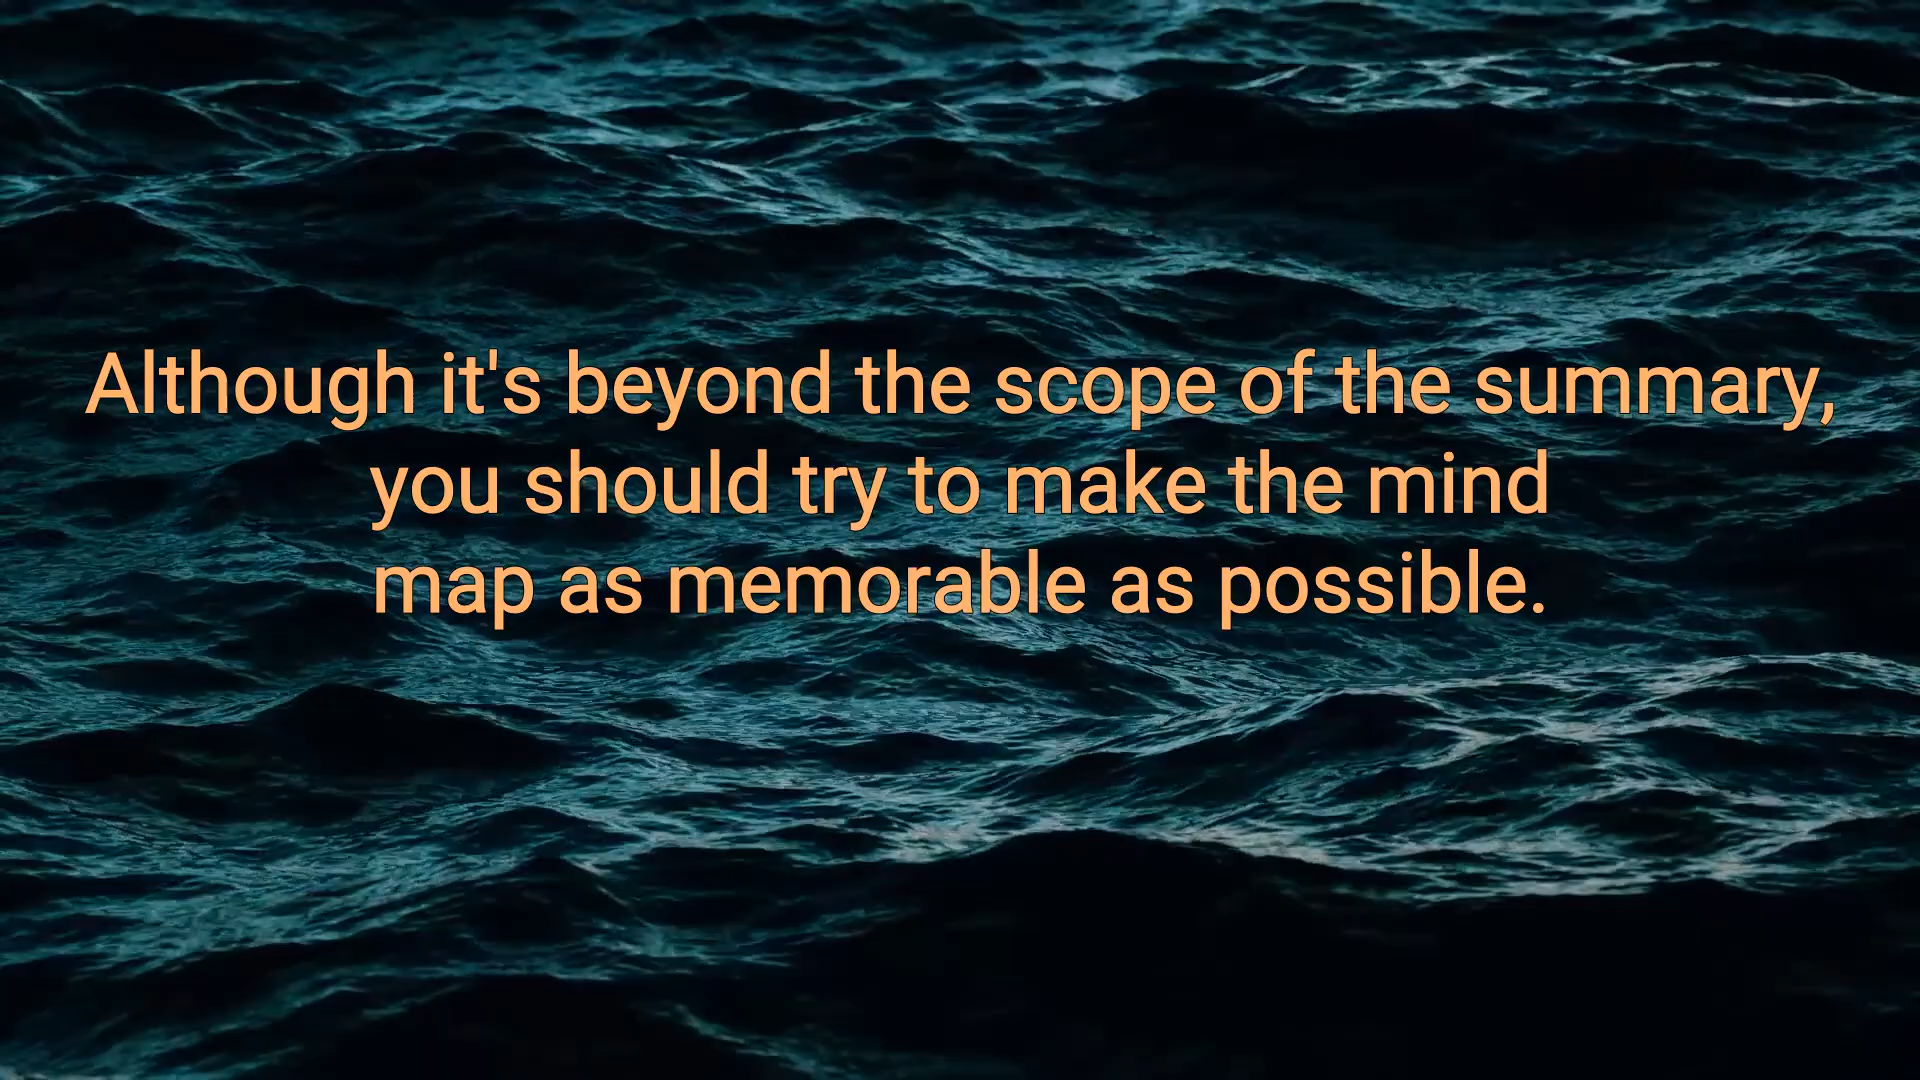 Although it's beyond the scope of the summary,
you should try to make the mind
map as memorable as possible.